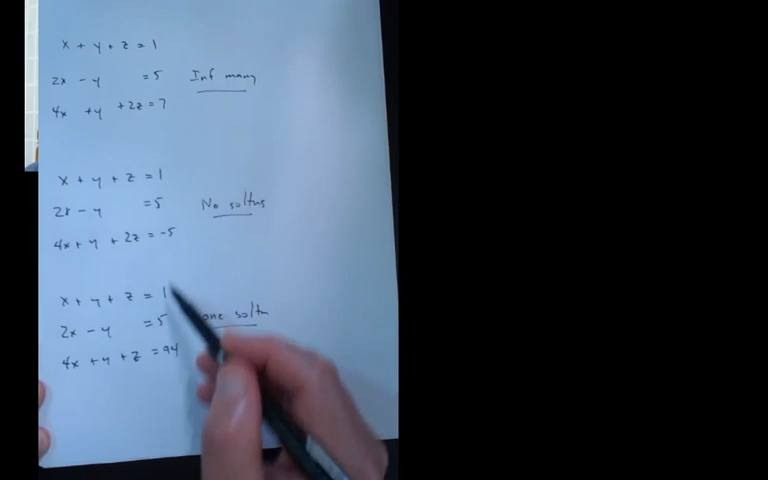 x + y + z = 1
2x - y = 5 Inf many
4x + y + 2z = 7
x + y + z = 1
2x - y = 5 No soltns
4x + y + 2z = -5
x + y + z = 1
2x - y = 5 one soltn
4x + y + z = 94